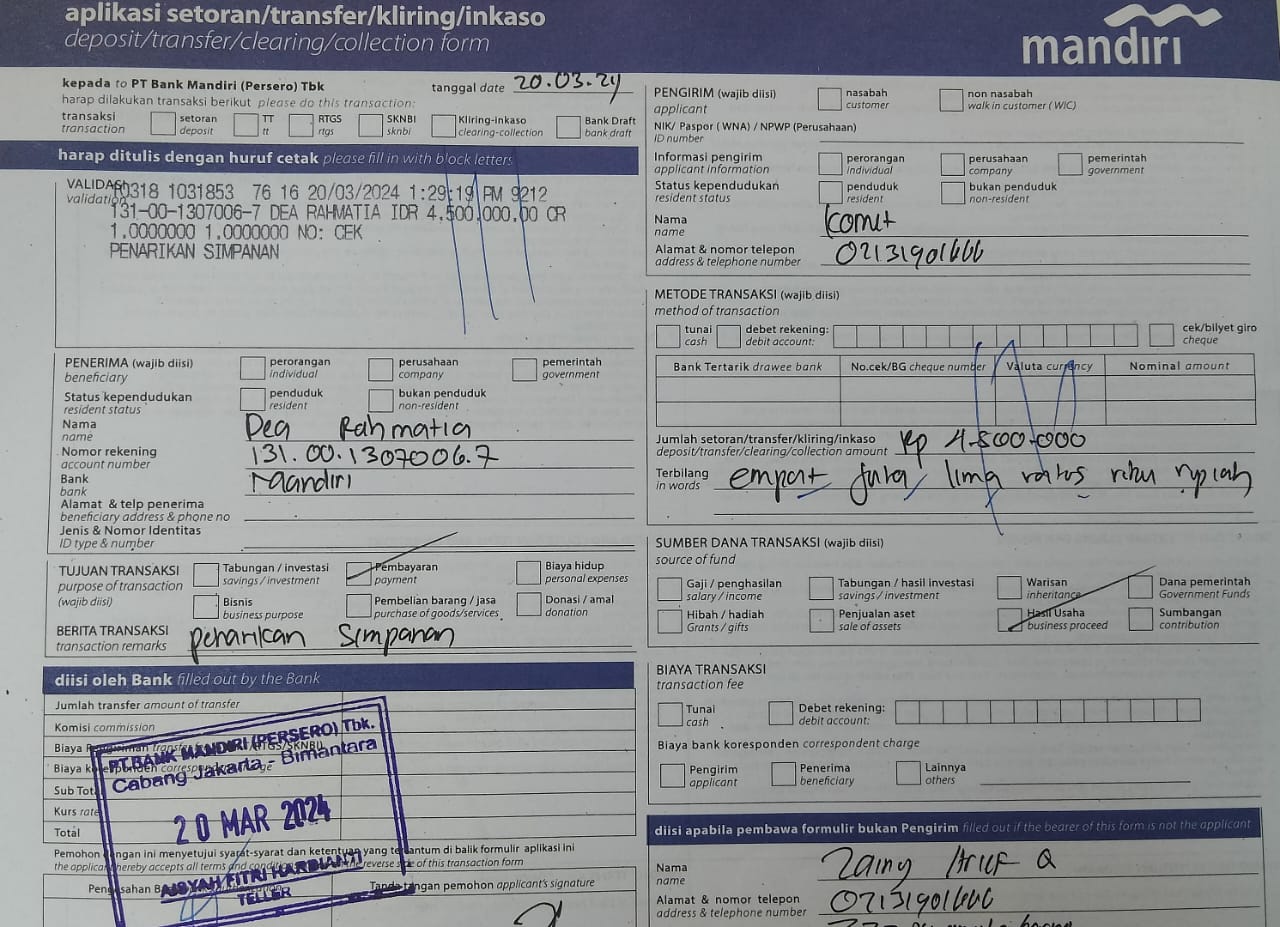 aplikasi setoran/transfer/kliring/inkaso
deposit/transfer/clearing/collection form
mandiri
kepada to PT Bank Mandiri (Persero) Tbk
tanggal date 20.03.24
harap dilakukan transaksi berikut please do this transaction:
transaksi transaction
setoran deposit
TT tt
RTGS rtgs
SKNBI sknbi
Kliring-inkaso clearing-collection
Bank Draft bank draft
harap ditulis dengan huruf cetak please fill in with block letters
VALIDASI validation
10318 1031853 76 16 20/03/2024 1:29:19 PM 9212
131-00-1307006-7 DEA RAHMATIA IDR 4,500,000.00 CR
1.0000000 1.0000000 NO: CEK
PENARIKAN SIMPANAN
PENERIMA (wajib diisi) beneficiary
perorangan individual
perusahaan company
pemerintah government
Status kependudukan resident status
penduduk resident
bukan penduduk non-resident
Nama name
Dea Rahmatia
Nomor rekening account number
131.00.1307006.7
Bank bank
Mandiri
Alamat & telp penerima
beneficiary address & phone no
Jenis & Nomor Identitas
ID type & number
TUJUAN TRANSAKSI purpose of transaction (wajib diisi)
Tabungan / investasi savings / investment
Pembayaran payment
Biaya hidup personal expenses
Bisnis business purpose
Pembelian barang / jasa purchase of goods/services
Donasi / amal donation
BERITA TRANSAKSI transaction remarks
penarikan simpanan
diisi oleh Bank filled out by the Bank
Jumlah transfer amount of transfer
Komisi commission
Sub Total
Kurs rate
Total
PT BANK MANDIRI (PERSERO) Tbk.
Cabang Jakarta - Bimantara
20 MAR 2024
AISYAH FITRI HARDIANTI
TELLER
Pemohon dengan ini menyetujui syarat-syarat dan ketentuan yang tercantum di balik formulir aplikasi ini
the applicant hereby accepts all terms and conditions reverse side of this transaction form
Tanda tangan pemohon applicant's signature
PENGIRIM (wajib diisi) applicant
nasabah customer
non nasabah walk in customer (WIC)
NIK/ Paspor (WNA) / NPWP (Perusahaan)
ID number
Informasi pengirim applicant information
perorangan individual
perusahaan company
pemerintah government
Status kependudukan resident status
penduduk resident
bukan penduduk non-resident
Nama name
Komet
Alamat & nomor telepon address & telephone number
02131901666
METODE TRANSAKSI (wajib diisi)
method of transaction
tunai cash
debet rekening: debit account:
cek/bilyet giro cheque
Bank Tertarik drawee bank
No.cek/BG cheque number
Valuta currency
Nominal amount
Jumlah setoran/transfer/kliring/inkaso
deposit/transfer/clearing/collection amount
Rp 4.500.000
Terbilang in words
empat juta lima ratus ribu rupiah
SUMBER DANA TRANSAKSI (wajib diisi)
source of fund
Gaji / penghasilan salary / income
Tabungan / hasil investasi savings / investment
Warisan inheritance
Dana pemerintah Government Funds
Hibah / hadiah Grants / gifts
Penjualan aset sale of assets
Hasil Usaha business proceed
Sumbangan contribution
BIAYA TRANSAKSI
transaction fee
Tunai cash
Debet rekening: debit account:
Biaya bank koresponden correspondent charge
Pengirim applicant
Penerima beneficiary
Lainnya others
diisi apabila pembawa formulir bukan Pengirim filled out if the bearer of this form is not the applicant
Nama name
Zainy Arief
Alamat & nomor telepon address & telephone number
02131901666